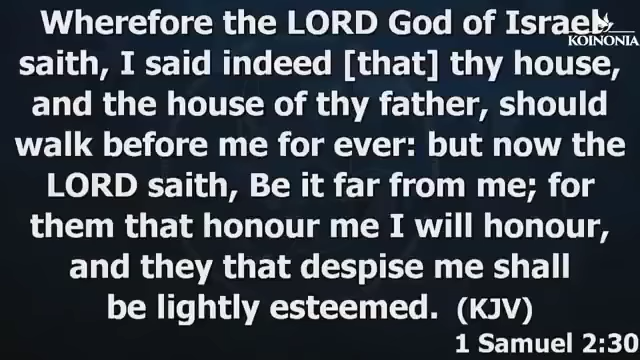 Wherefore the LORD God of Israel
KOINONIA
saith, I said indeed [that] thy house,
and the house of thy father, should
walk before me for ever: but now the
LORD saith, Be it far from me; for
them that honour me I will honour,
and they that despise me shall
be lightly esteemed. (KJV)
1 Samuel 2:30